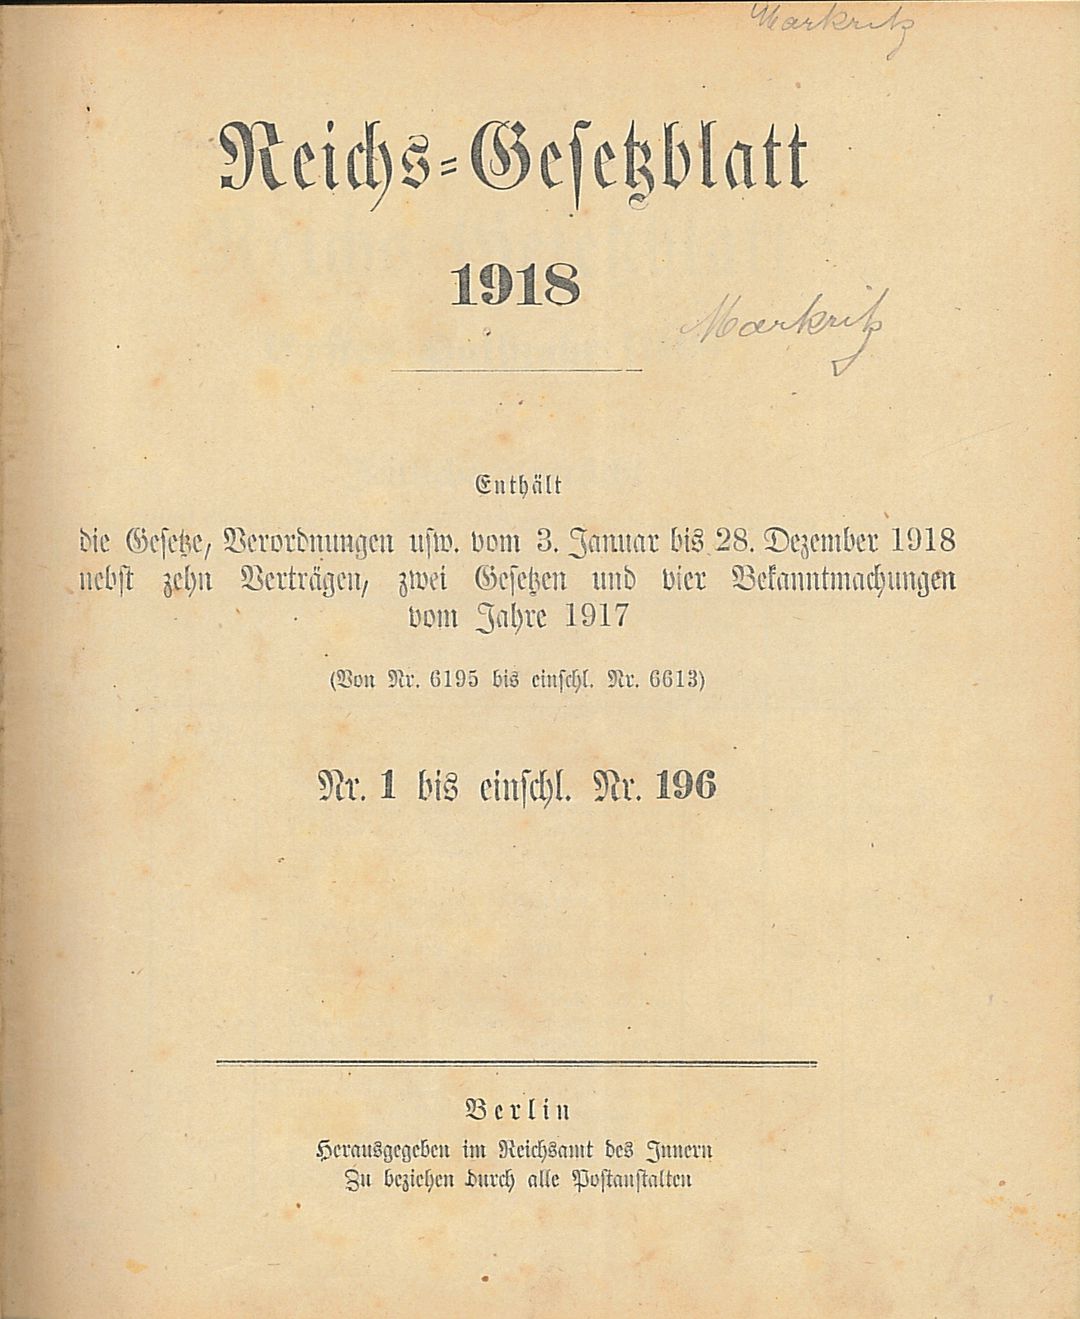 Markritz
Reichs-Gesetzblatt
1918
Markritz
Enthält
die Gesetze, Verordnungen usw. vom 3. Januar bis 28. Dezember 1918
nebst zehn Verträgen, zwei Gesetzen und vier Bekanntmachungen
vom Jahre 1917
(Von Nr. 6195 bis einschl. Nr. 6613)
Nr. 1 bis einschl. Nr. 196
Berlin
Herausgegeben im Reichsamt des Innern
Zu beziehen durch alle Postanstalten